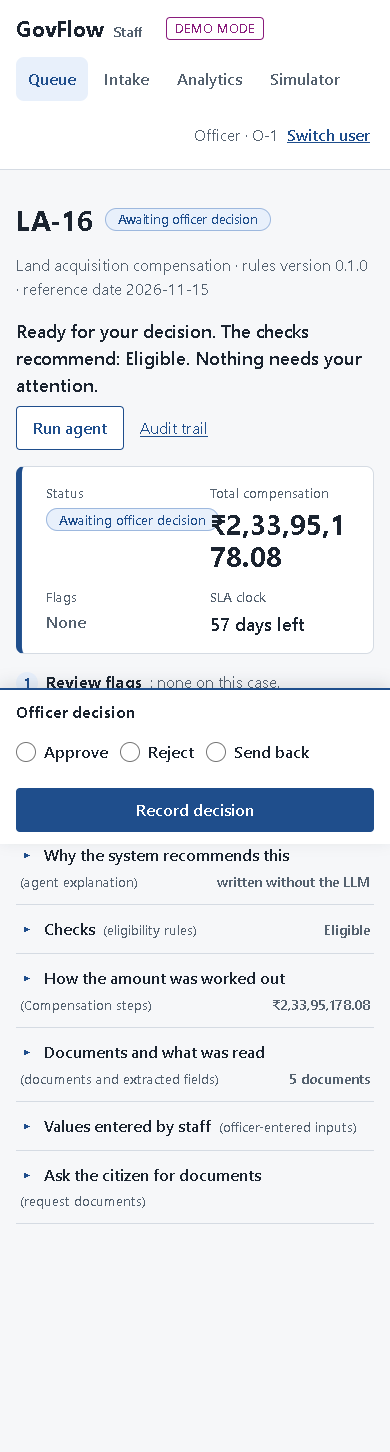 GovFlow Staff DEMO MODE
Queue Intake Analytics Simulator
Officer · O-1 Switch user
LA-16 Awaiting officer decision
Land acquisition compensation · rules version 0.1.0
· reference date 2026-11-15
Ready for your decision. The checks
recommend: Eligible. Nothing needs your
attention.
Run agent Audit trail
Status Total compensation
Awaiting officer decision ₹2,33,95,1
78.08
Flags SLA clock
None 57 days left
1 Review flags : none on this case.
Officer decision
Approve Reject Send back
Record decision
Why the system recommends this
(agent explanation) written without the LLM
Checks (eligibility rules) Eligible
How the amount was worked out
(Compensation steps) ₹2,33,95,178.08
Documents and what was read
(documents and extracted fields) 5 documents
Values entered by staff (officer-entered inputs)
Ask the citizen for documents
(request documents)